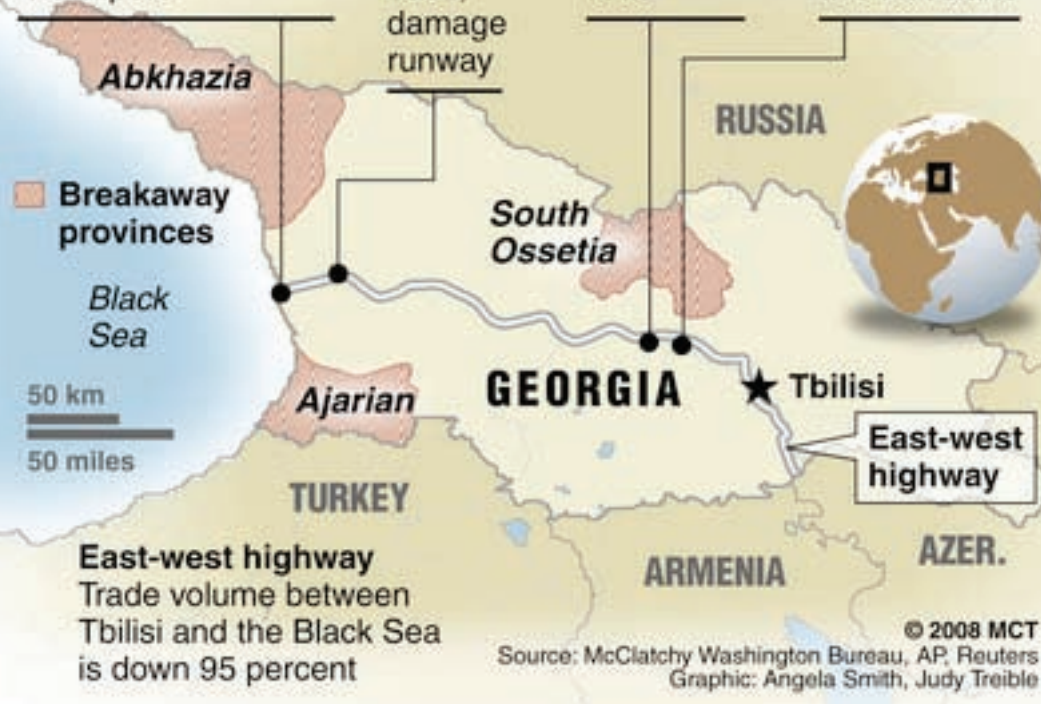 damage
runway
Abkhazia
RUSSIA
Breakaway
provinces
South
Ossetia
Black
Sea
Ajarian
GEORGIA
Tbilisi
50 km
50 miles
East-west
highway
TURKEY
East-west highway
Trade volume between
Tbilisi and the Black Sea
is down 95 percent
ARMENIA
AZER.
© 2008 MCT
Source: McClatchy Washington Bureau, AP, Reuters
Graphic: Angela Smith, Judy Treible